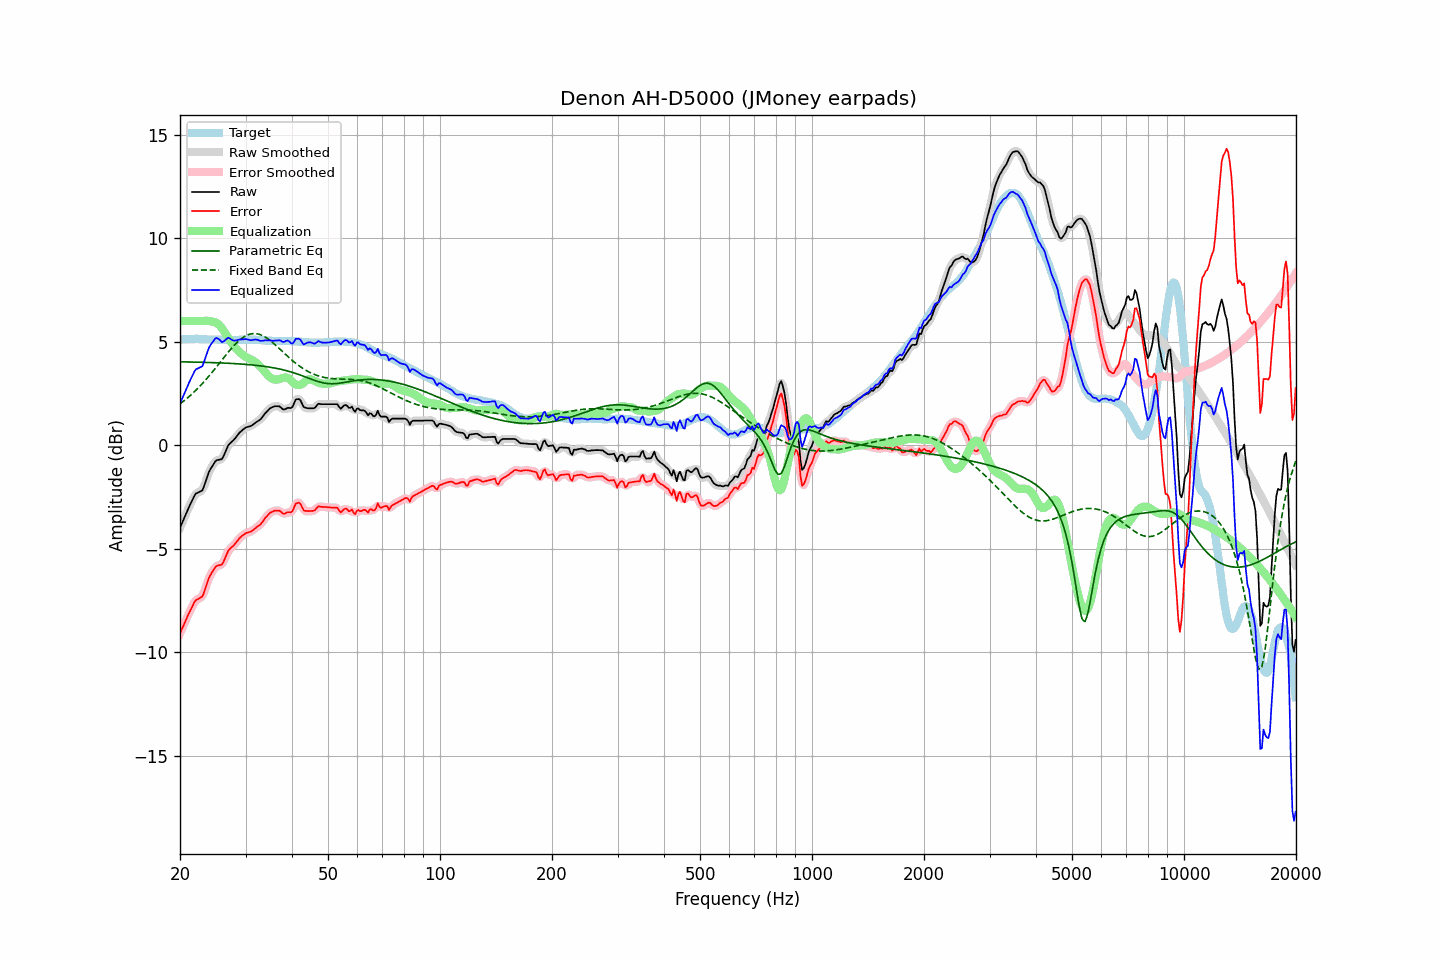 Denon AH-D5000 (JMoney earpads)
Target
Raw Smoothed
Error Smoothed
Raw
Error
Equalization
Parametric Eq
Fixed Band Eq
Equalized
15
10
5
0
−5
−10
−15
Amplitude (dBr)
20 50 100 200 500 1000 2000 5000 10000 20000
Frequency (Hz)